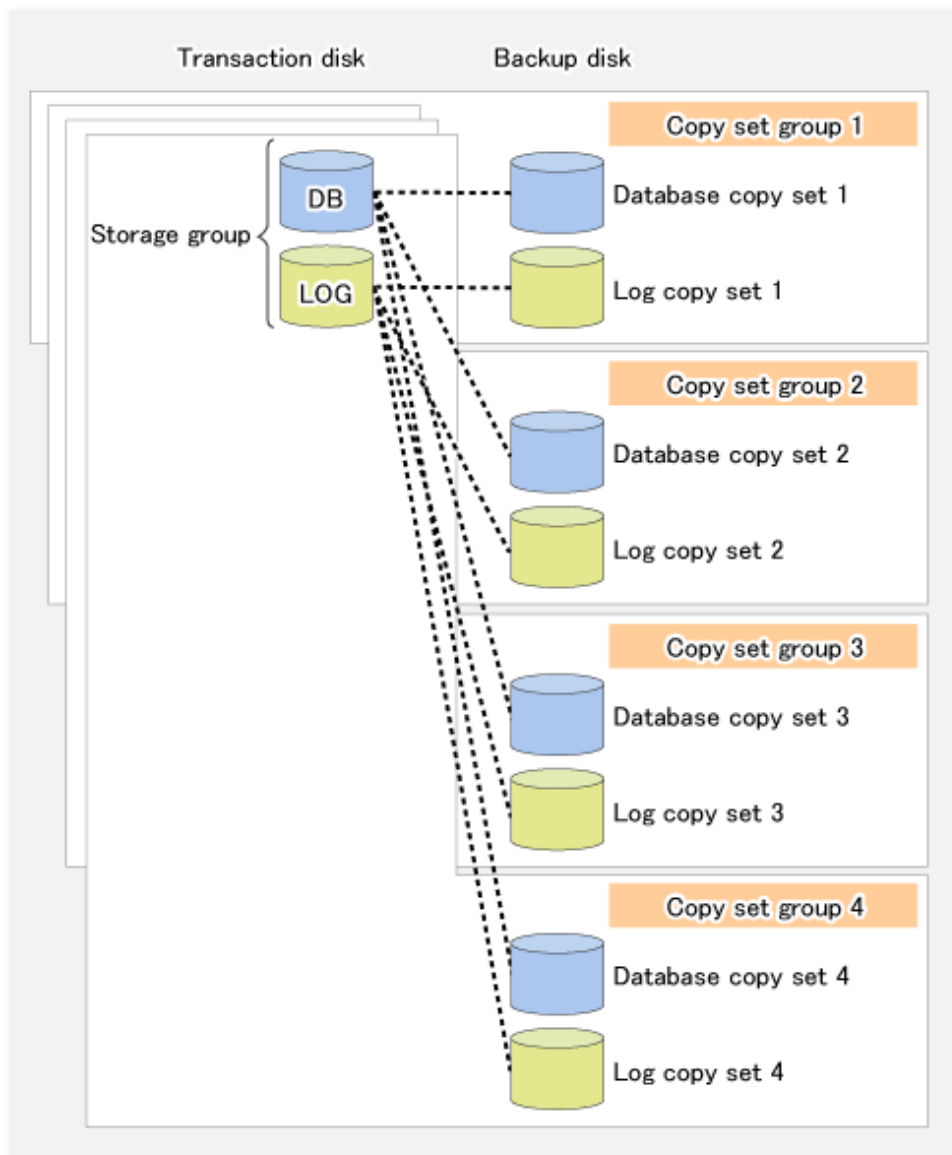 Transaction disk
Backup disk
Copy set group 1
DB
Database copy set 1
Storage group
LOG
Log copy set 1
Copy set group 2
Database copy set 2
Log copy set 2
Copy set group 3
Database copy set 3
Log copy set 3
Copy set group 4
Database copy set 4
Log copy set 4